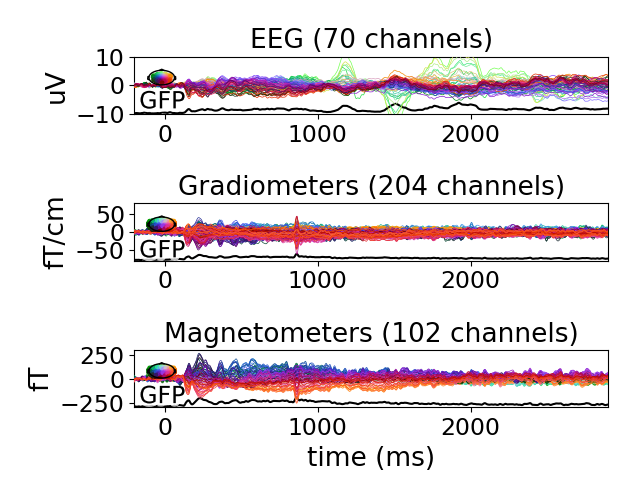 EEG (70 channels)
10
0
−10
uV
GFP
0
1000
2000
Gradiometers (204 channels)
50
0
−50
fT/cm
GFP
0
1000
2000
Magnetometers (102 channels)
250
0
−250
fT
GFP
0
1000
2000
time (ms)